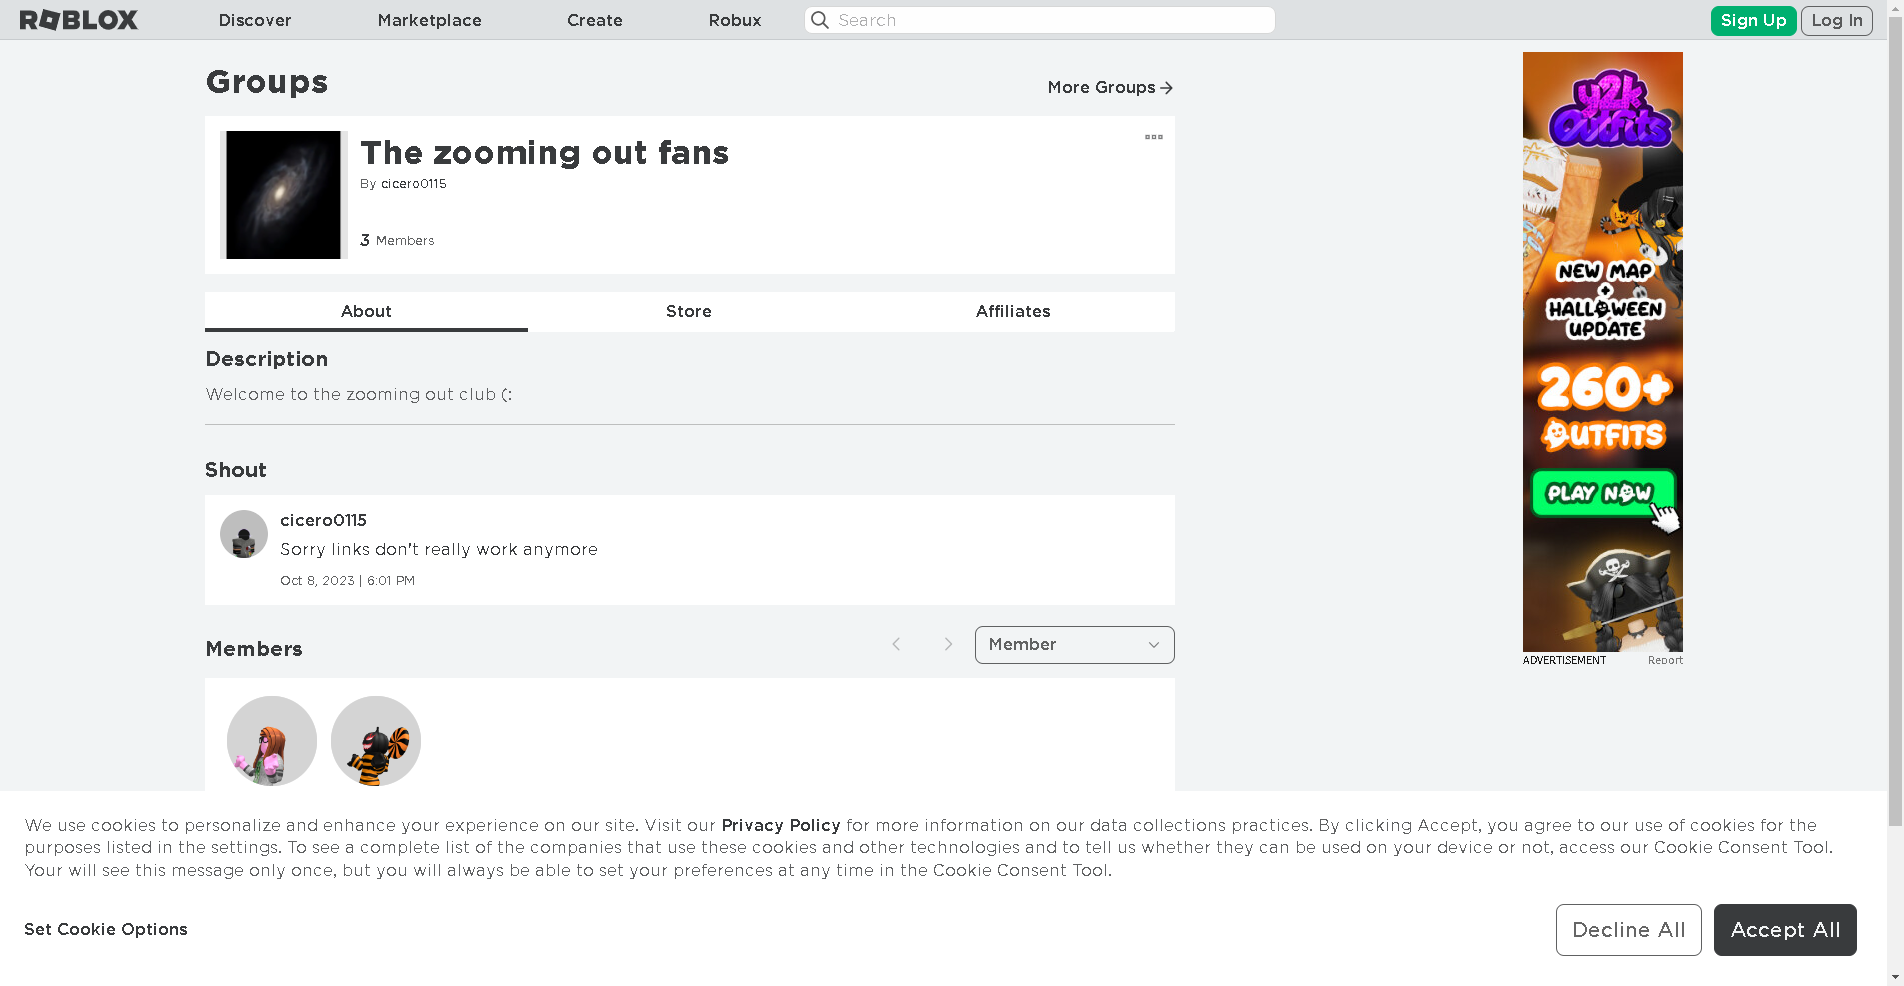 ROBLOX Discover Marketplace Create Robux Search Sign Up Log In
Groups
More Groups
The zooming out fans
By cicero0115
3 Members
About Store Affiliates
Description
Welcome to the zooming out club (:
Shout
cicero0115
Sorry links don't really work anymore
Oct 8, 2023 | 6:01 PM
Members
Member
y2k
Outfits
NEW MAP
+
HALLOWEEN
UPDATE
260+
OUTFITS
PLAY NOW
ADVERTISEMENT Report
We use cookies to personalize and enhance your experience on our site. Visit our Privacy Policy for more information on our data collections practices. By clicking Accept, you agree to our use of cookies for the
purposes listed in the settings. To see a complete list of the companies that use these cookies and other technologies and to tell us whether they can be used on your device or not, access our Cookie Consent Tool.
Your will see this message only once, but you will always be able to set your preferences at any time in the Cookie Consent Tool.
Set Cookie Options
Decline All
Accept All